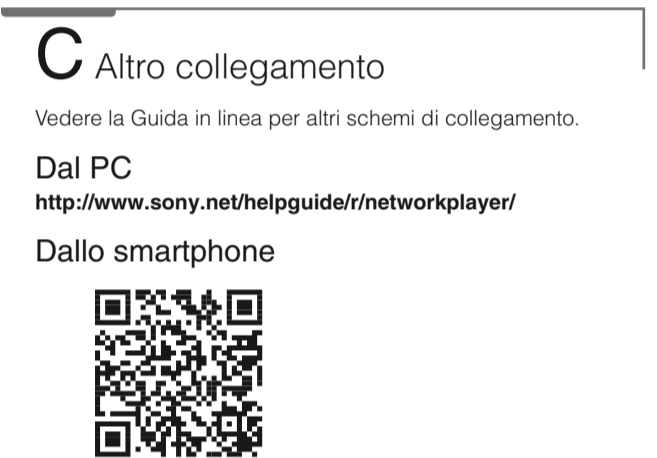 C Altro collegamento
Vedere la Guida in linea per altri schemi di collegamento.
Dal PC
http://www.sony.net/helpguide/r/networkplayer/
Dallo smartphone